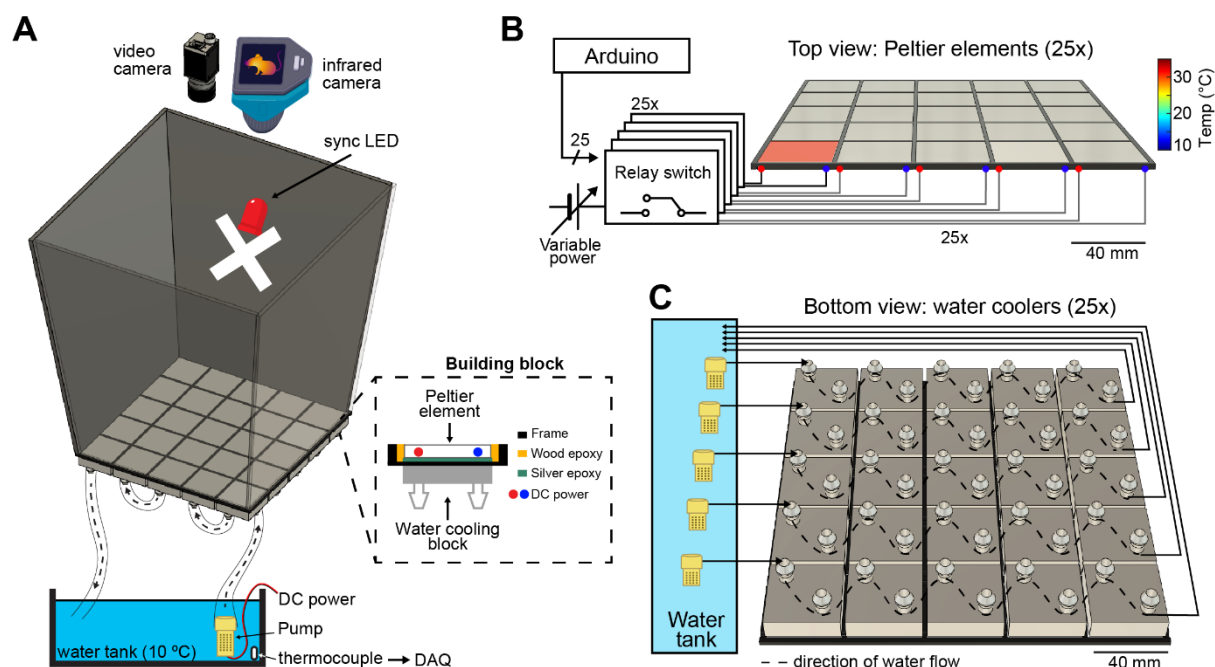 A
video
camera
infrared
camera
sync LED
Building block
Peltier
element
Frame
Wood epoxy
Silver epoxy
DC power
Water cooling
block
DC power
Pump
water tank (10 ºC)
thermocouple
DAQ
B
Arduino
25
25x
Relay switch
Variable
power
Top view: Peltier elements (25x)
30
20
10
Temp (°C)
25x
40 mm
C
Bottom view: water coolers (25x)
Water
tank
direction of water flow
40 mm